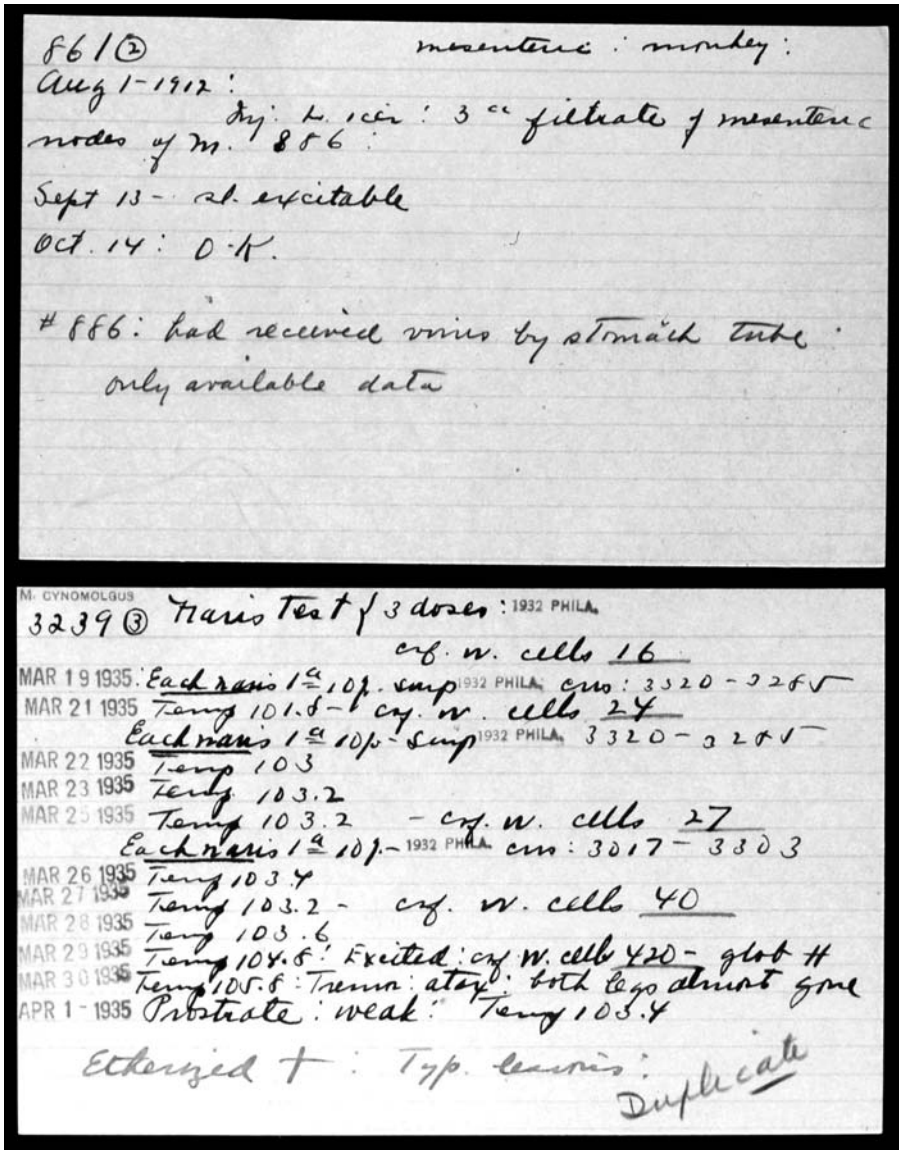 861 ② mesenteric : monkey :
Aug 1-1912 :
Inj. L. icer : 3 cc filtrate of mesenteric
nodes of M. 886 :
Sept 13 - sl. excitable
Oct. 14 : O.K.
# 886 : had received virus by stomach tube :
only available data
M. CYNOMOLGUS
3239 ③ Naris Test of 3 doses : 1932 PHILA.
csf. w. cells 16
MAR 19 1935 : Each naris 1 cc 10%. susp 1932 PHILA. cns : 3320 - 3285
MAR 21 1935 Temp 101.8 - csf. w. cells 24
Each naris 1 cc 10% - susp 1932 PHILA. 3320 - 3285
MAR 22 1935 Temp 103
MAR 23 1935 Temp. 103.2
MAR 25 1935 Temp 103.2 - csf. w. cells 27
Each naris 1 cc 10%. - 1932 PHILA. cns : 3017 - 3303
MAR 26 1935 Temp 103.4
MAR 27 1935 Temp 103.2 - csf. w. cells 40
MAR 28 1935 Temp 103.6
MAR 29 1935 Temp 104.8 : Excited : csf w. cells 420 - glob #
MAR 30 1935 Temp 105.8 : Tremor : atax : both legs almost gone
APR 1 - 1935 Prostrate : weak : Temp 103.4
Etherized † : Typ. lesions :
Duplicate